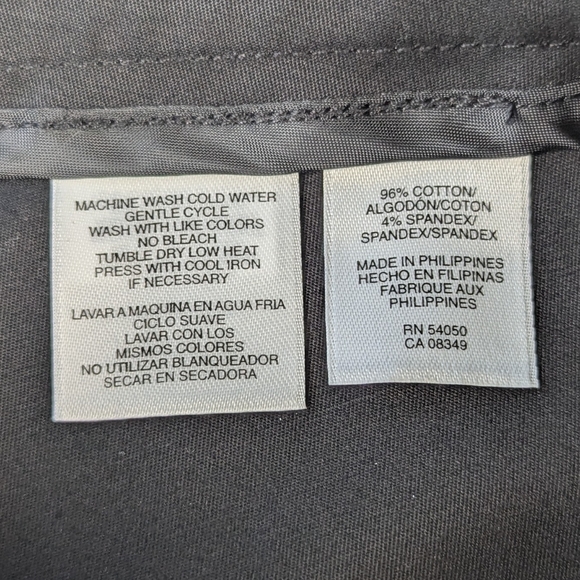 MACHINE WASH COLD WATER
GENTLE CYCLE
WASH WITH LIKE COLORS
NO BLEACH
TUMBLE DRY LOW HEAT
PRESS WITH COOL IRON
IF NECESSARY
LAVAR A MAQUINA EN AGUA FRIA
CICLO SUAVE
LAVAR CON LOS
MISMOS COLORES
NO UTILIZAR BLANQUEADOR
SECAR EN SECADORA
96% COTTON/
ALGODÓN/COTON
4% SPANDEX/
SPANDEX/SPANDEX
MADE IN PHILIPPINES
HECHO EN FILIPINAS
FABRIQUE AUX
PHILIPPINES
RN 54050
CA 08349